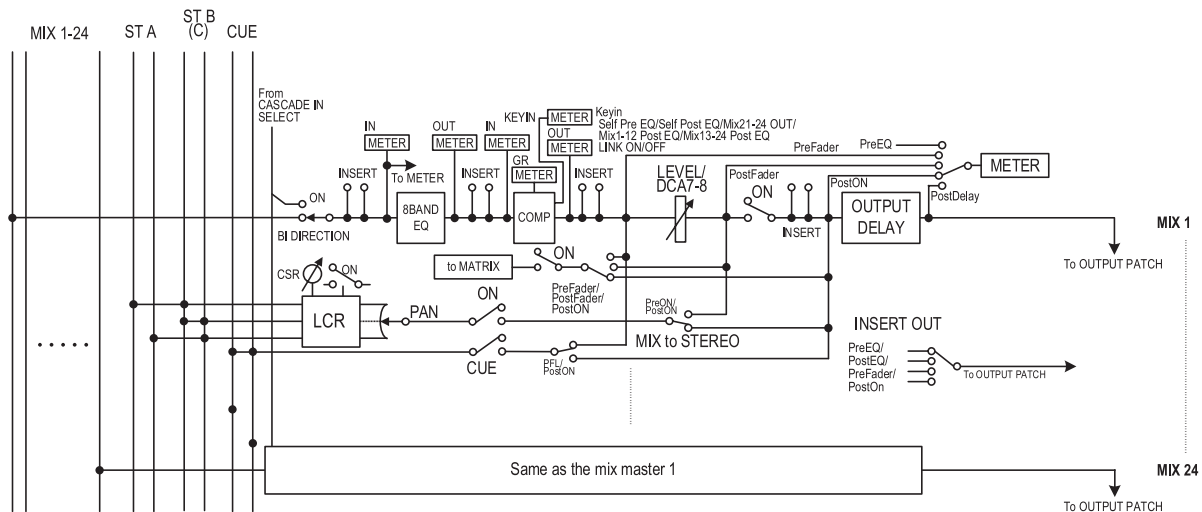 MIX 1-24
ST A
ST B
(C)
CUE
From
CASCADE IN
SELECT
ON
BI DIRECTION
INSERT
IN
METER
To METER
8BAND
EQ
OUT
METER
INSERT
IN
METER
GR
METER
COMP
KEYIN
METER
Keyin
Self Pre EQ/Self Post EQ/Mix21-24 OUT/
Mix1-12 Post EQ/Mix13-24 Post EQ
OUT
METER
LINK ON/OFF
INSERT
LEVEL/
DCA7-8
PreFader
PostFader
ON
INSERT
PreEQ
PostON
PostDelay
METER
OUTPUT
DELAY
MIX 1
To OUTPUT PATCH
to MATRIX
ON
PreFader/
PostFader/
PostON
CSR
ON
LCR
PAN
ON
PreON/
PostON
MIX to STEREO
CUE
PFL/
PostON
INSERT OUT
PreEQ/
PostEQ/
PreFader/
PostOn
To OUTPUT PATCH
Same as the mix master 1
MIX 24
To OUTPUT PATCH